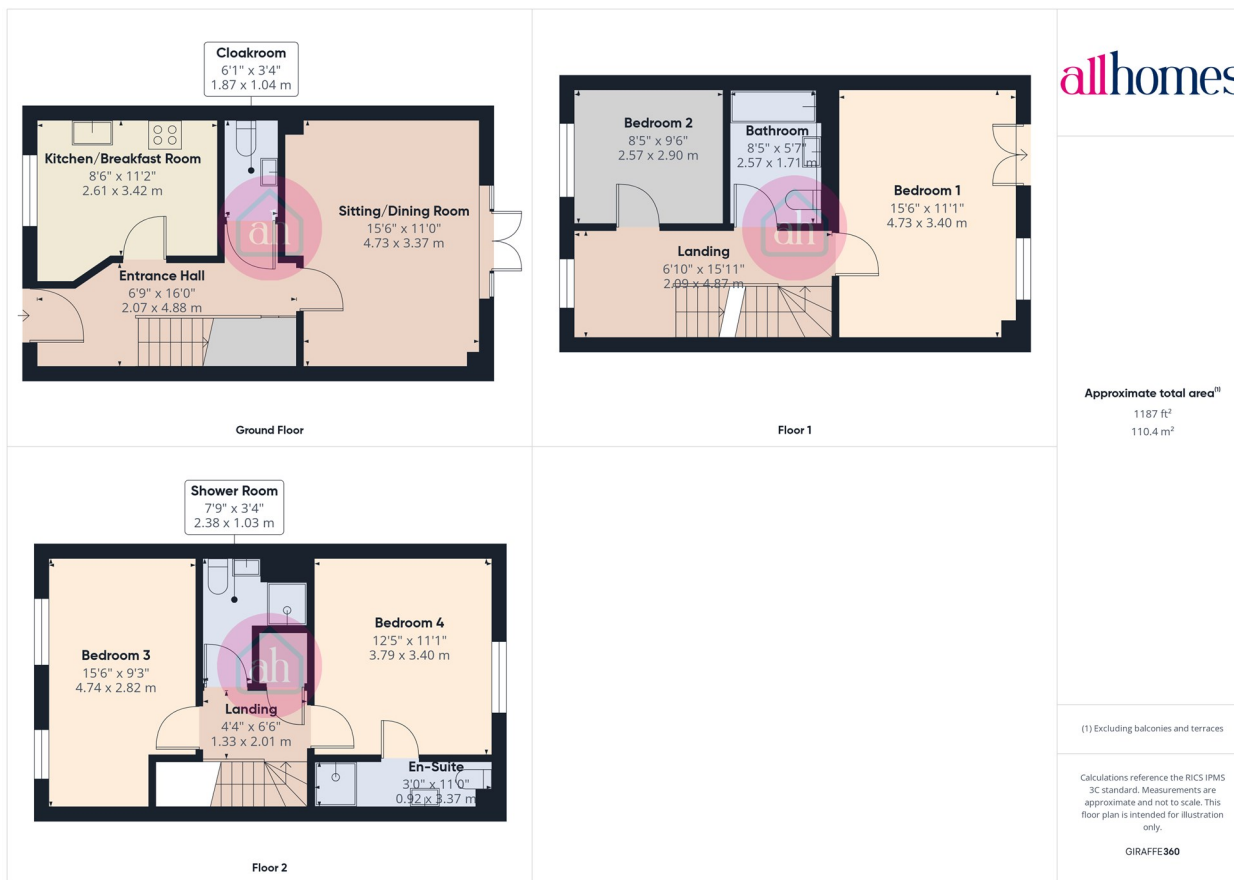 Cloakroom
6'1" x 3'4"
1.87 x 1.04 m
Kitchen/Breakfast Room
8'6" x 11'2"
2.61 x 3.42 m
Sitting/Dining Room
15'6" x 11'0"
4.73 x 3.37 m
ah
Entrance Hall
6'9" x 16'0"
2.07 x 4.88 m
Ground Floor
Bedroom 2
8'5" x 9'6"
2.57 x 2.90 m
Bathroom
8'5" x 5'7"
2.57 x 1.71 m
Bedroom 1
15'6" x 11'1"
4.73 x 3.40 m
ah
Landing
6'10" x 15'11"
2.09 x 4.87 m
Floor 1
allhomes
Approximate total area(1)
1187 ft²
110.4 m²
Shower Room
7'9" x 3'4"
2.38 x 1.03 m
Bedroom 4
12'5" x 11'1"
3.79 x 3.40 m
Bedroom 3
15'6" x 9'3"
4.74 x 2.82 m
ah
Landing
4'4" x 6'6"
1.33 x 2.01 m
En-Suite
3'0" x 11'0"
0.92 x 3.37 m
Floor 2
(1) Excluding balconies and terraces
Calculations reference the RICS IPMS
3C standard. Measurements are
approximate and not to scale. This
floor plan is intended for illustration
only.
GIRAFFE360